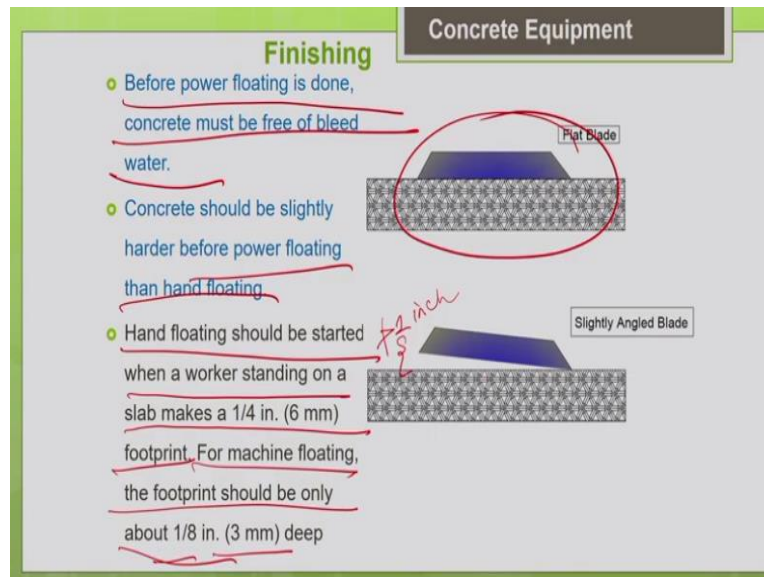 Concrete Equipment
Finishing
Before power floating is done,
concrete must be free of bleed
water.
Concrete should be slightly
harder before power floating
than hand floating
Hand floating should be started
when a worker standing on a
slab makes a 1/4 in. (6 mm)
footprint. For machine floating,
the footprint should be only
about 1/8 in. (3 mm) deep
Flat Blade
inch
Slightly Angled Blade